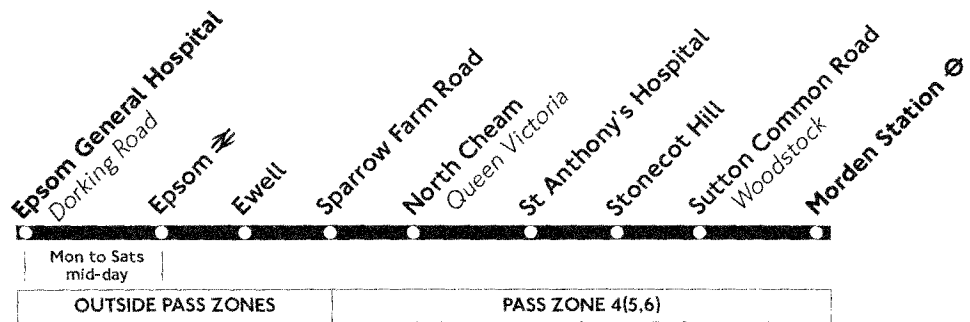 Epsom General Hospital
Dorking Road
Epsom
Ewell
Sparrow Farm Road
North Cheam
Queen Victoria
St Anthony's Hospital
Stonecot Hill
Sutton Common Road
Woodstock
Morden Station
Mon to Sats
mid-day
OUTSIDE PASS ZONES
PASS ZONE 4(5,6)